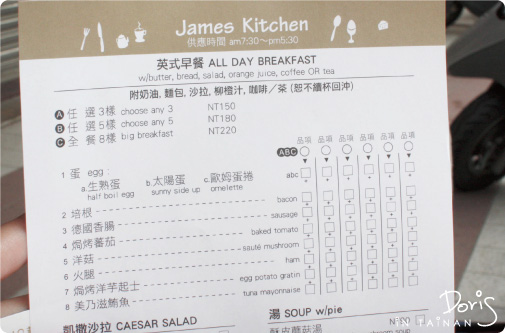 James Kitchen
供應時間 am7:30～pm5:30
英式早餐 ALL DAY BREAKFAST
w/butter, bread, salad, orange juice, coffee OR tea
附奶油, 麵包, 沙拉, 柳橙汁, 咖啡／茶 (恕不續杯回沖)
A 任 選3樣 choose any 3 NT150
B 任 選5樣 choose any 5 NT180
C 全 餐8樣 big breakfast NT220
品項 品項 品項 品項 品項 品項
ABC
1 蛋 egg : abc
a.生熟蛋 b.太陽蛋 c.歐姆蛋捲
half boil egg sunny side up omelette
2 培根 bacon
3 德國香腸 sausage
4 焗烤蕃茄 baked tomato
5 洋菇 sauté mushroom
6 火腿 ham
7 焗烤洋芋起士 egg potato gratin
8 美乃滋鮪魚 tuna mayonnaise
凱撒沙拉 CAESAR SALAD
湯 SOUP w/pie
酥皮蘑菇湯
Doris
IN TAINAN